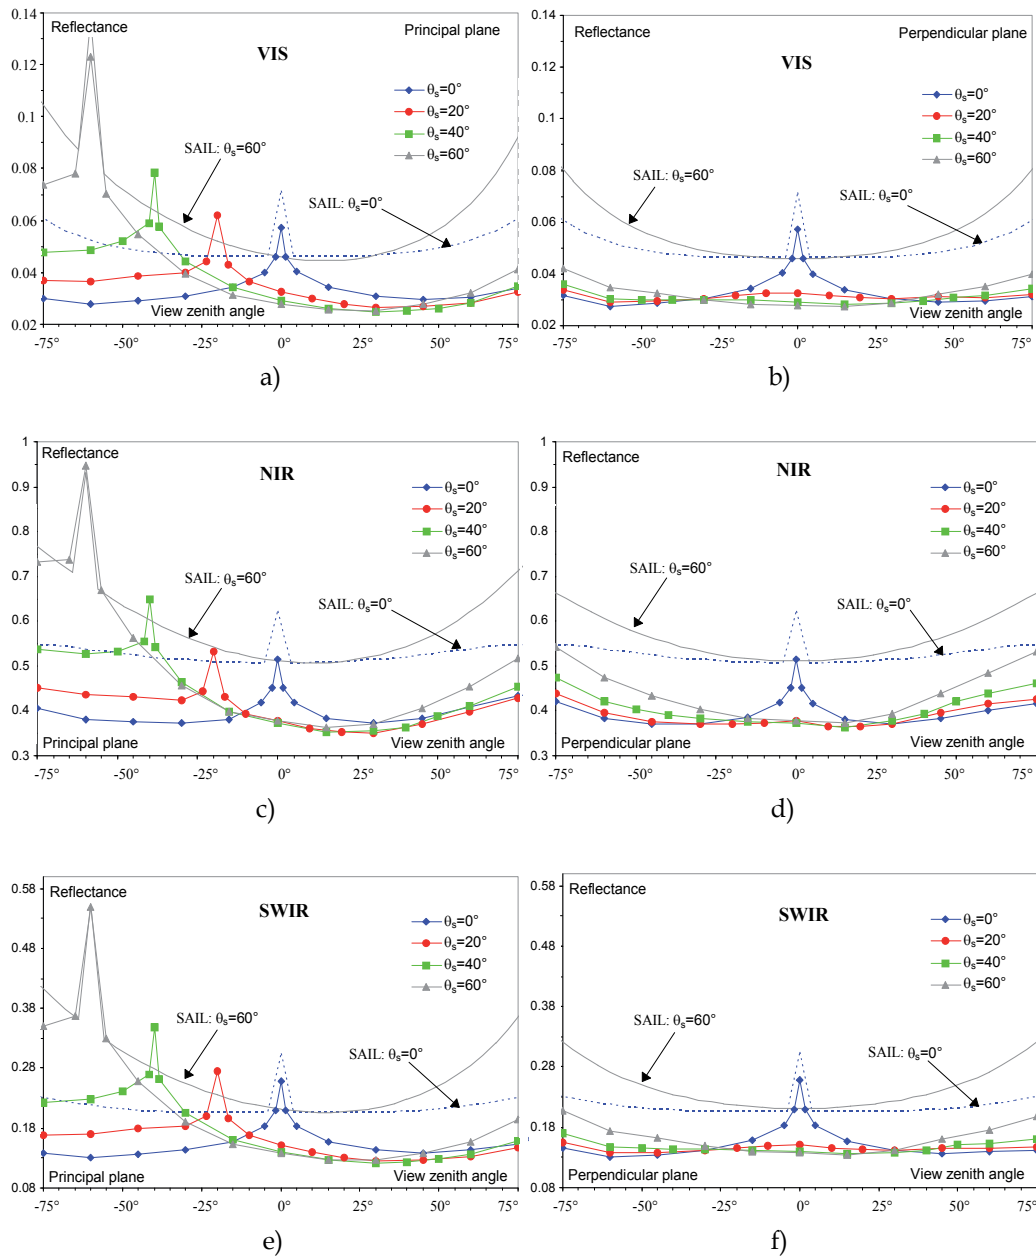 Reflectance
Principal plane
VIS
θs=0°
θs=20°
θs=40°
θs=60°
SAIL: θs=60°
SAIL: θs=0°
View zenith angle
0.14
0.12
0.1
0.08
0.06
0.04
0.02
-75°
-50°
-25°
0°
25°
50°
75°
a)
Reflectance
Perpendicular plane
VIS
θs=0°
θs=20°
θs=40°
θs=60°
SAIL: θs=60°
SAIL: θs=0°
View zenith angle
0.14
0.12
0.1
0.08
0.06
0.04
0.02
-75°
-50°
-25°
0°
25°
50°
75°
b)
Reflectance
NIR
θs=0°
θs=20°
θs=40°
θs=60°
SAIL: θs=60°
SAIL: θs=0°
Principal plane
View zenith angle
1
0.9
0.8
0.7
0.6
0.5
0.4
0.3
-75°
-50°
-25°
0°
25°
50°
75°
c)
Reflectance
NIR
θs=0°
θs=20°
θs=40°
θs=60°
SAIL: θs=60°
SAIL: θs=0°
Perpendicular plane
View zenith angle
1
0.9
0.8
0.7
0.6
0.5
0.4
0.3
-75°
-50°
-25°
0°
25°
50°
75°
d)
Reflectance
SWIR
θs=0°
θs=20°
θs=40°
θs=60°
SAIL: θs=60°
SAIL: θs=0°
Principal plane
View zenith angle
0.58
0.48
0.38
0.28
0.18
0.08
-75°
-50°
-25°
0°
25°
50°
75°
e)
Reflectance
SWIR
θs=0°
θs=20°
θs=40°
θs=60°
SAIL: θs=60°
SAIL: θs=0°
Perpendicular plane
View zenith angle
0.58
0.48
0.38
0.28
0.18
0.08
-75°
-50°
-25°
0°
25°
50°
75°
f)